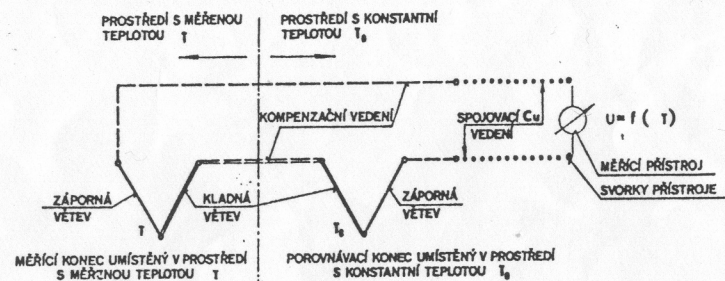 PROSTŘEDÍ S MĚŘENOU
TEPLOTOU T
PROSTŘEDÍ S KONSTANTNÍ
TEPLOTOU T₀
KOMPENZAČNÍ VEDENÍ
SPOJOVACÍ Cu
VEDENÍ
U = f ( T )
t
MĚŘÍCÍ PŘÍSTROJ
SVORKY PŘÍSTROJE
ZÁPORNÁ
VĚTEV
T
KLADNÁ
VĚTEV
T₀
ZÁPORNÁ
VĚTEV
MĚŘÍCÍ KONEC UMÍSTĚNÝ V PROSTŘEDÍ
S MĚŘZNOU TEPLOTOU T
POROVNÁVACÍ KONEC UMÍSTĚNÝ V PROSTŘEDÍ
S KONSTANTNÍ TEPLOTOU T₀